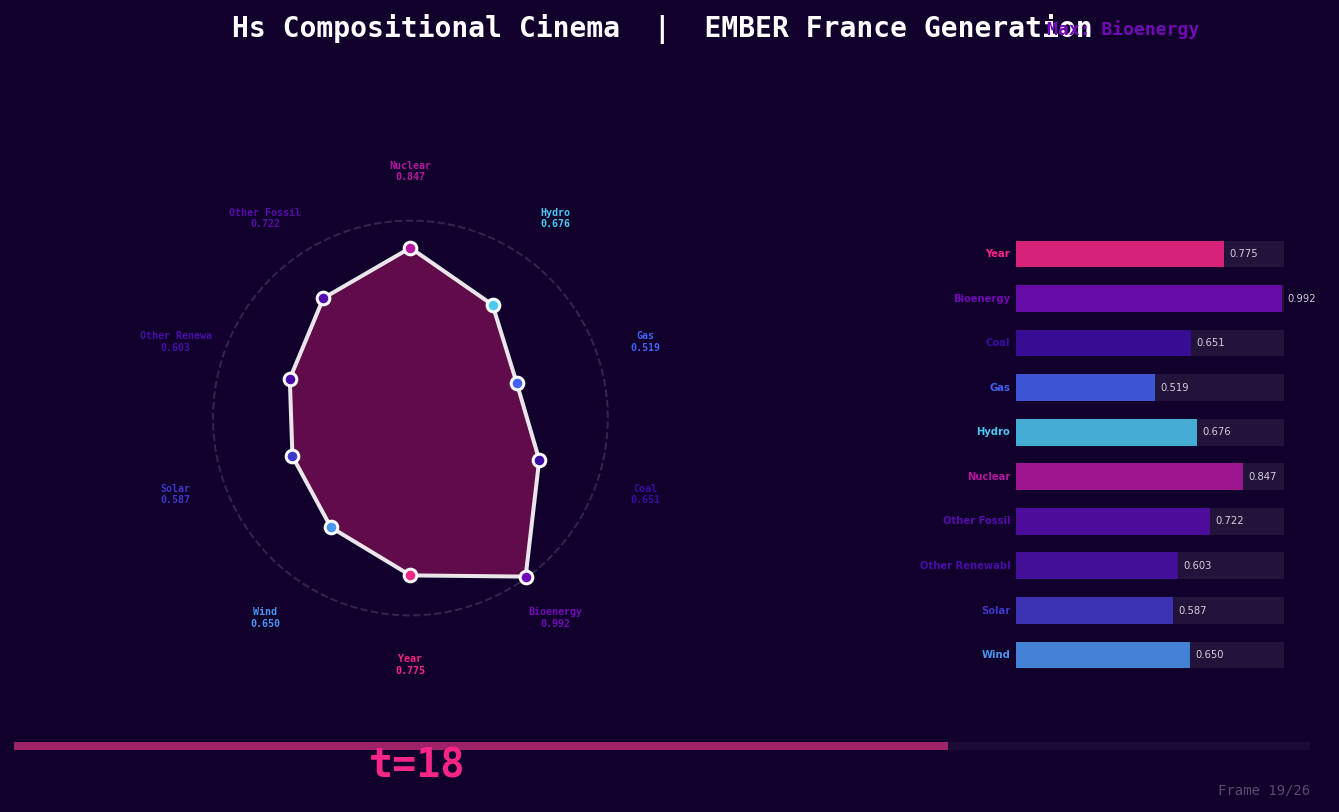 Hs Compositional Cinema | EMBER France Generation
Max: Bioenergy
Nuclear
0.847
Other Fossil
0.722
Hydro
0.676
Other Renewa
0.603
Gas
0.519
Solar
0.587
Coal
0.651
Wind
0.650
Bioenergy
0.992
Year
0.775
Year 0.775
Bioenergy 0.992
Coal 0.651
Gas 0.519
Hydro 0.676
Nuclear 0.847
Other Fossil 0.722
Other Renewabl 0.603
Solar 0.587
Wind 0.650
t=18
Frame 19/26